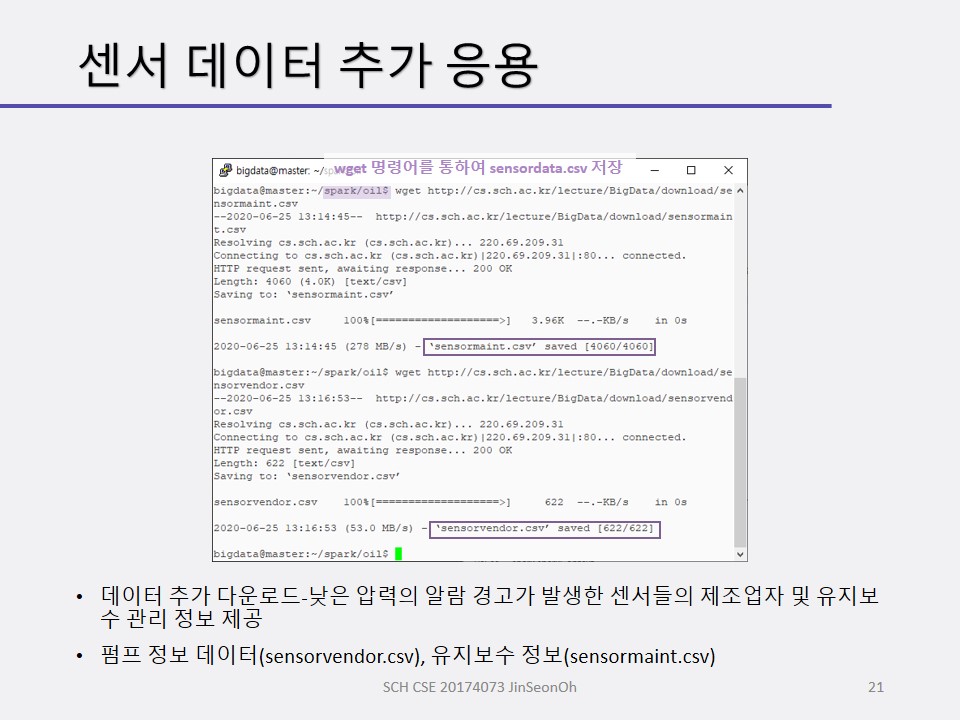 센서 데이터 추가 응용
bigdata@master: ~/sp
wget 명령어를 통하여 sensordata.csv 저장
bigdata@master:~/spark/oil$ wget http://cs.sch.ac.kr/lecture/BigData/download/se
nsormaint.csv
--2020-06-25 13:14:45-- http://cs.sch.ac.kr/lecture/BigData/download/sensormain
t.csv
Resolving cs.sch.ac.kr (cs.sch.ac.kr)... 220.69.209.31
Connecting to cs.sch.ac.kr (cs.sch.ac.kr)|220.69.209.31|:80... connected.
HTTP request sent, awaiting response... 200 OK
Length: 4060 (4.0K) [text/csv]
Saving to: ‘sensormaint.csv’
sensormaint.csv 100%[===================>] 3.96K --.-KB/s in 0s
2020-06-25 13:14:45 (278 MB/s) - ‘sensormaint.csv’ saved [4060/4060]
bigdata@master:~/spark/oil$ wget http://cs.sch.ac.kr/lecture/BigData/download/se
nsorvendor.csv
--2020-06-25 13:16:53-- http://cs.sch.ac.kr/lecture/BigData/download/sensorvend
or.csv
Resolving cs.sch.ac.kr (cs.sch.ac.kr)... 220.69.209.31
Connecting to cs.sch.ac.kr (cs.sch.ac.kr)|220.69.209.31|:80... connected.
HTTP request sent, awaiting response... 200 OK
Length: 622 [text/csv]
Saving to: ‘sensorvendor.csv’
sensorvendor.csv 100%[===================>] 622 --.-KB/s in 0s
2020-06-25 13:16:53 (53.0 MB/s) - ‘sensorvendor.csv’ saved [622/622]
bigdata@master:~/spark/oil$
• 데이터 추가 다운로드-낮은 압력의 알람 경고가 발생한 센서들의 제조업자 및 유지보
수 관리 정보 제공
• 펌프 정보 데이터(sensorvendor.csv), 유지보수 정보(sensormaint.csv)
SCH CSE 20174073 JinSeonOh
21